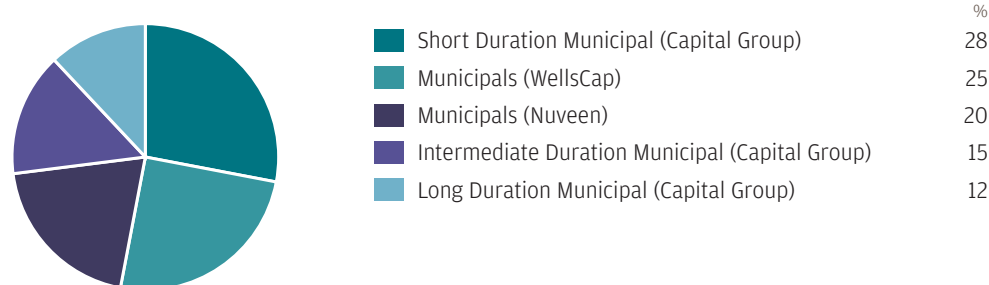 %
Short Duration Municipal (Capital Group) 28
Municipals (WellsCap) 25
Municipals (Nuveen) 20
Intermediate Duration Municipal (Capital Group) 15
Long Duration Municipal (Capital Group) 12